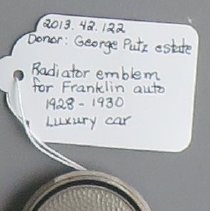 2013.42.122
Donor: George Putz estate
Radiator emblem
for Franklin auto
1928-1930
Luxury car